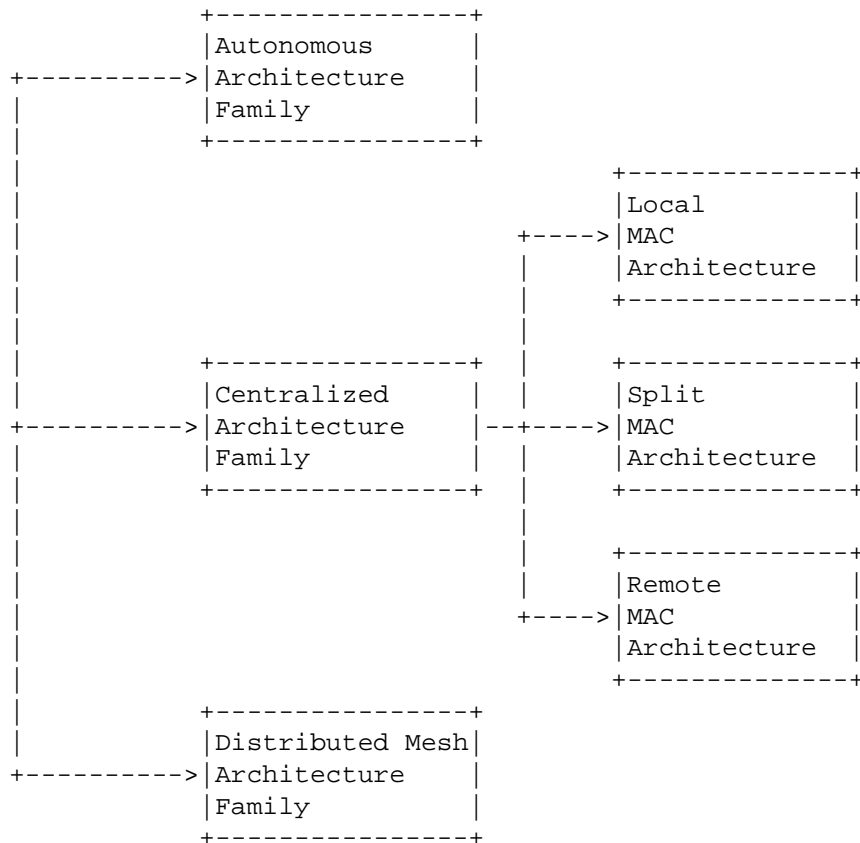 Autonomous
Architecture
Family
Local
MAC
Architecture
Centralized
Architecture
Family
Split
MAC
Architecture
Remote
MAC
Architecture
Distributed Mesh
Architecture
Family